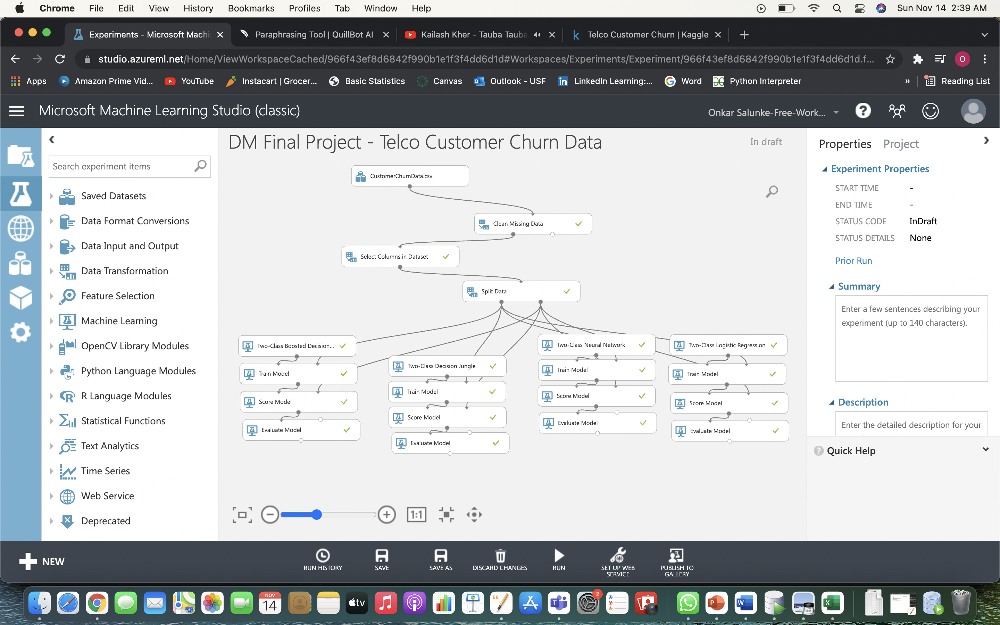 Chrome File Edit View History Bookmarks Profiles Tab Window Help Sun Nov 14 2:39 AM
Experiments - Microsoft Machi Paraphrasing Tool | QuillBot AI Kailash Kher - Tauba Tauba k Telco Customer Churn | Kaggle
studio.azureml.net/Home/ViewWorkspaceCached/966f43ef8d6842f990b1e1f3f4dd6d1d#Workspaces/Experiments/Experiment/966f43ef8d6842f990b1e1f3f4dd6d1d.f... O
Apps Amazon Prime Vid... YouTube Instacart | Grocer... Basic Statistics Canvas Outlook - USF LinkedIn Learning:... Word Python Interpreter » Reading List
Microsoft Machine Learning Studio (classic) Onkar Salunke-Free-Work...
Search experiment items
Saved Datasets
Data Format Conversions
Data Input and Output
Data Transformation
Feature Selection
Machine Learning
OpenCV Library Modules
Python Language Modules
R Language Modules
Statistical Functions
Text Analytics
Time Series
Web Service
Deprecated
DM Final Project - Telco Customer Churn Data In draft
CustomerChurnData.csv
Clean Missing Data
Select Columns in Dataset
Split Data
Two-Class Boosted Decision...
Train Model
Score Model
Evaluate Model
Two-Class Decision Jungle
Train Model
Score Model
Evaluate Model
Two-Class Neural Network
Train Model
Score Model
Evaluate Model
Two-Class Logistic Regression
Train Model
Score Model
Evaluate Model
1:1
Properties Project
Experiment Properties
START TIME -
END TIME -
STATUS CODE InDraft
STATUS DETAILS None
Prior Run
Summary
Enter a few sentences describing your
experiment (up to 140 characters).
Description
Enter the detailed description for your
Quick Help
NEW
RUN HISTORY
SAVE
SAVE AS
DISCARD CHANGES
RUN
SET UP WEB
SERVICE
PUBLISH TO
GALLERY
NOV
14
tv
2